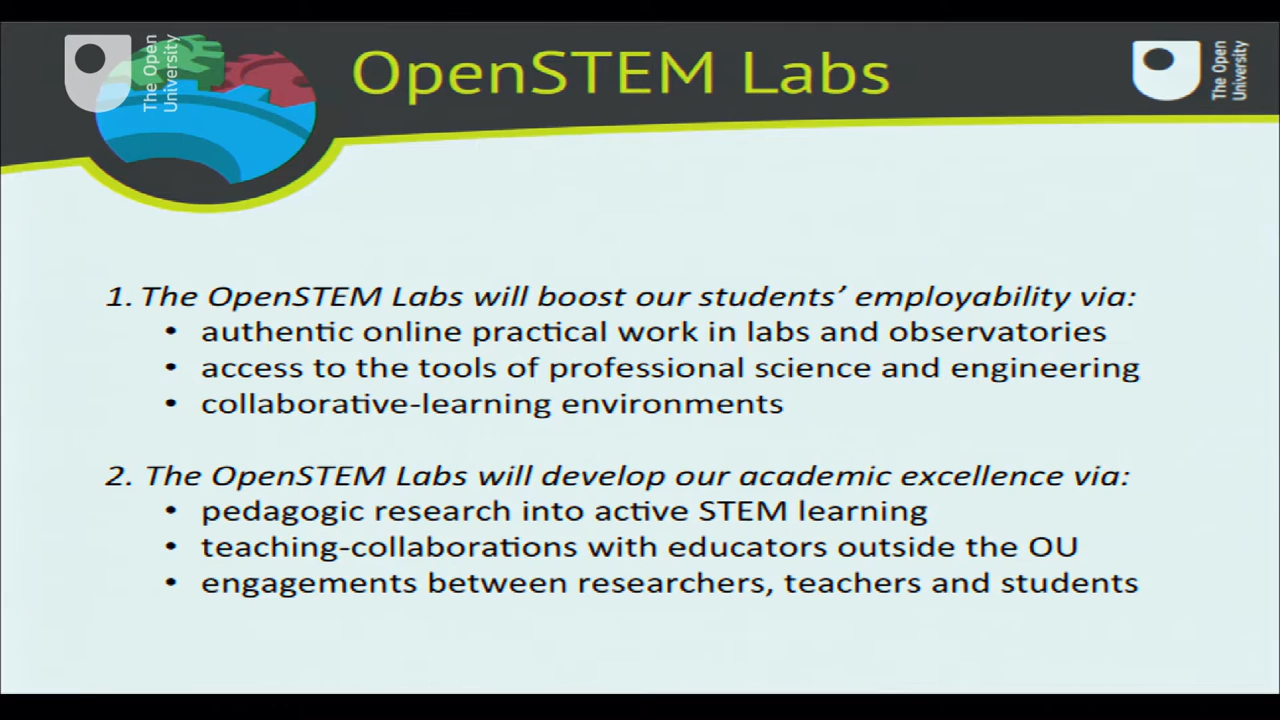 The Open
University
OpenSTEM Labs
The Open
University
1. The OpenSTEM Labs will boost our students’ employability via:
• authentic online practical work in labs and observatories
• access to the tools of professional science and engineering
• collaborative-learning environments
2. The OpenSTEM Labs will develop our academic excellence via:
• pedagogic research into active STEM learning
• teaching-collaborations with educators outside the OU
• engagements between researchers, teachers and students